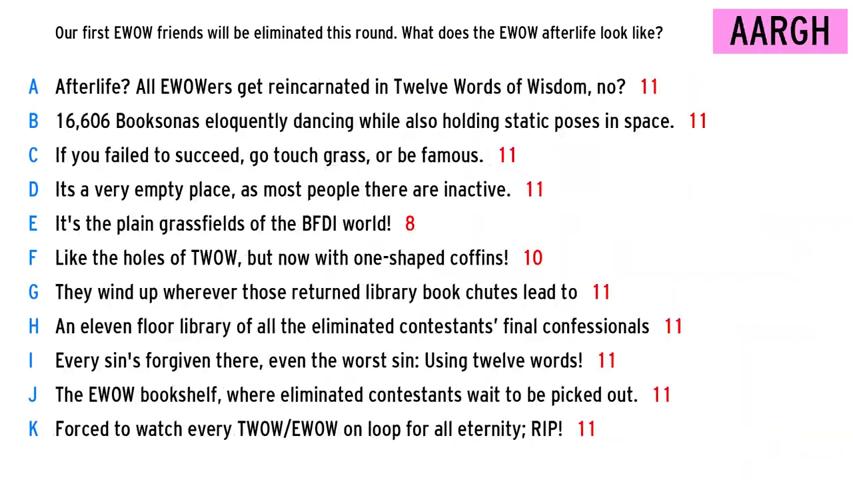 Our first EWOW friends will be eliminated this round. What does the EWOW afterlife look like?
AARGH
A Afterlife? All EWOWers get reincarnated in Twelve Words of Wisdom, no? 11
B 16,606 Booksonas eloquently dancing while also holding static poses in space. 11
C If you failed to succeed, go touch grass, or be famous. 11
D Its a very empty place, as most people there are inactive. 11
E It's the plain grassfields of the BFDI world! 8
F Like the holes of TWOW, but now with one-shaped coffins! 10
G They wind up wherever those returned library book chutes lead to 11
H An eleven floor library of all the eliminated contestants’ final confessionals 11
I Every sin's forgiven there, even the worst sin: Using twelve words! 11
J The EWOW bookshelf, where eliminated contestants wait to be picked out. 11
K Forced to watch every TWOW/EWOW on loop for all eternity; RIP! 11